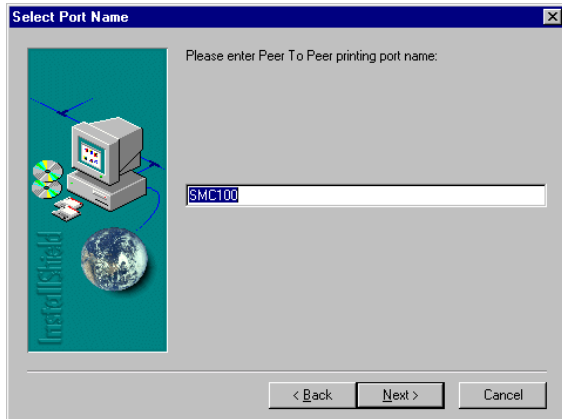 Select Port Name
Please enter Peer To Peer printing port name:
SMC100
InstallShield
< Back
Next >
Cancel